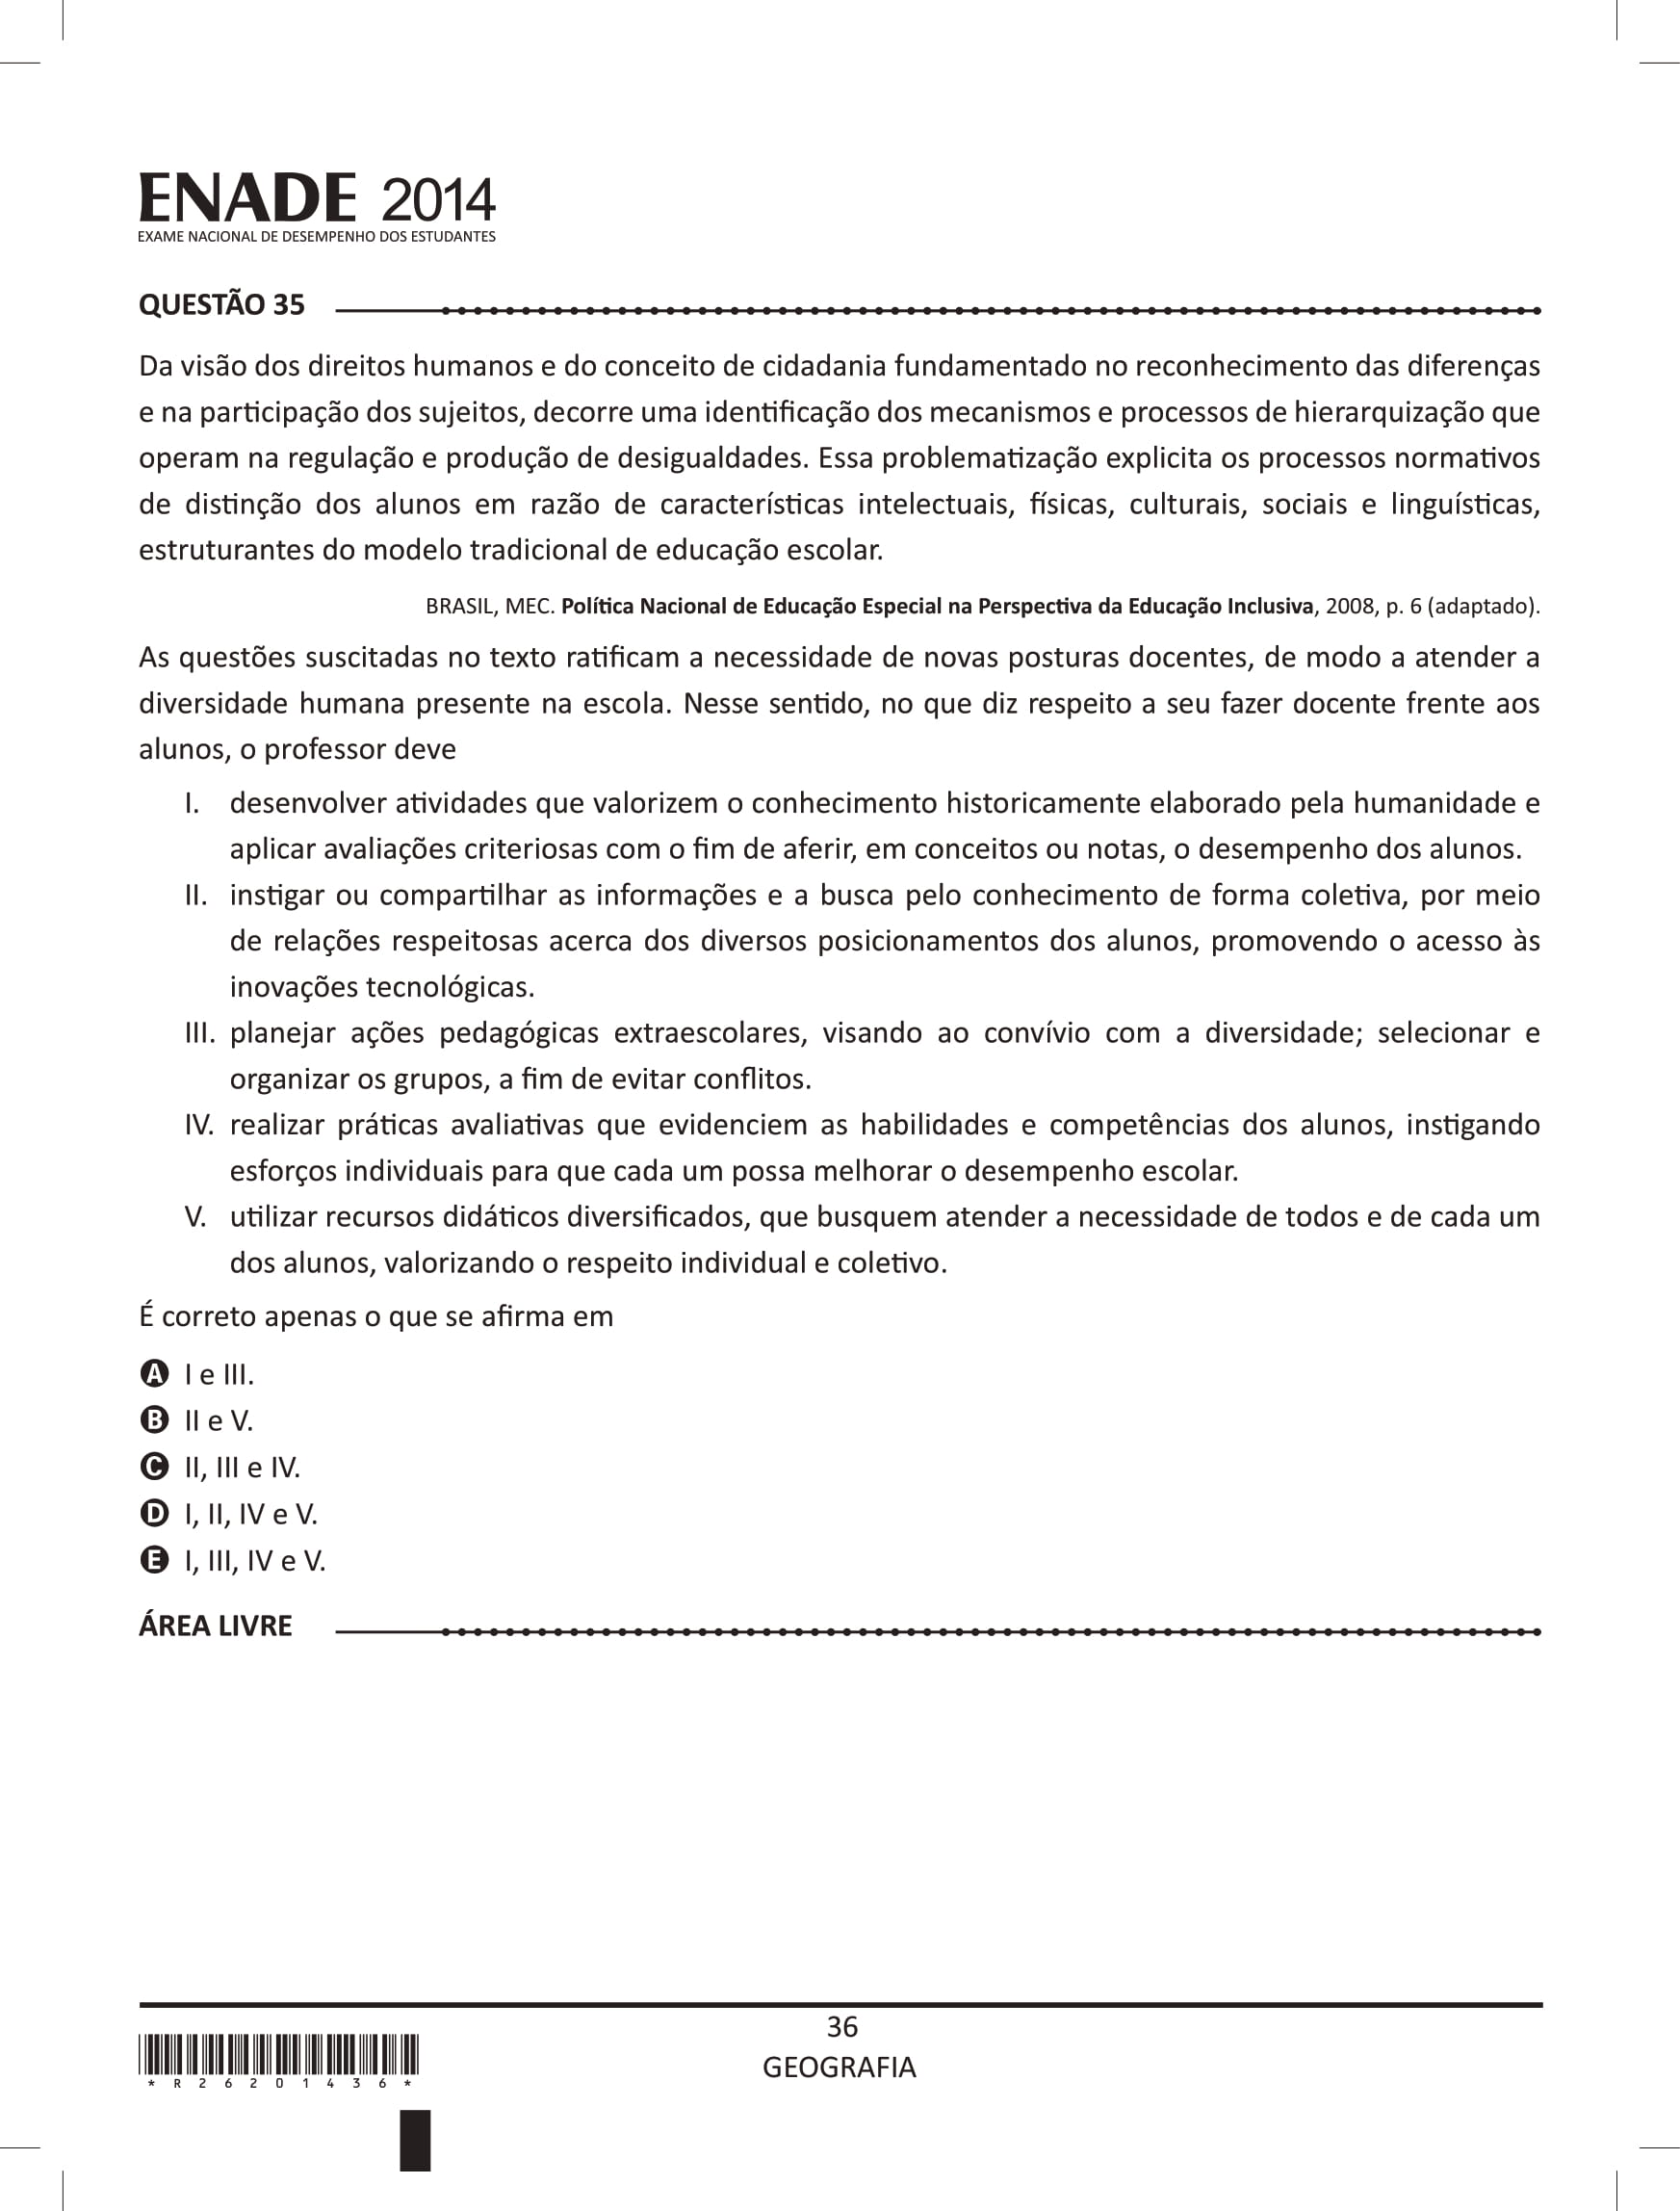 ENADE 2014
EXAME NACIONAL DE DESEMPENHO DOS ESTUDANTES
QUESTÃO 35
Da visão dos direitos humanos e do conceito de cidadania fundamentado no reconhecimento das diferenças
e na participação dos sujeitos, decorre uma identificação dos mecanismos e processos de hierarquização que
operam na regulação e produção de desigualdades. Essa problematização explicita os processos normativos
de distinção dos alunos em razão de características intelectuais, físicas, culturais, sociais e linguísticas,
estruturantes do modelo tradicional de educação escolar.
BRASIL, MEC. Política Nacional de Educação Especial na Perspectiva da Educação Inclusiva, 2008, p. 6 (adaptado).
As questões suscitadas no texto ratificam a necessidade de novas posturas docentes, de modo a atender a
diversidade humana presente na escola. Nesse sentido, no que diz respeito a seu fazer docente frente aos
alunos, o professor deve
I. desenvolver atividades que valorizem o conhecimento historicamente elaborado pela humanidade e
aplicar avaliações criteriosas com o fim de aferir, em conceitos ou notas, o desempenho dos alunos.
II. instigar ou compartilhar as informações e a busca pelo conhecimento de forma coletiva, por meio
de relações respeitosas acerca dos diversos posicionamentos dos alunos, promovendo o acesso às
inovações tecnológicas.
III. planejar ações pedagógicas extraescolares, visando ao convívio com a diversidade; selecionar e
organizar os grupos, a fim de evitar conflitos.
IV. realizar práticas avaliativas que evidenciem as habilidades e competências dos alunos, instigando
esforços individuais para que cada um possa melhorar o desempenho escolar.
V. utilizar recursos didáticos diversificados, que busquem atender a necessidade de todos e de cada um
dos alunos, valorizando o respeito individual e coletivo.
É correto apenas o que se afirma em
A I e III.
B II e V.
C II, III e IV.
D I, II, IV e V.
E I, III, IV e V.
ÁREA LIVRE
36
GEOGRAFIA
* R 2 6 2 0 1 4 3 6 *